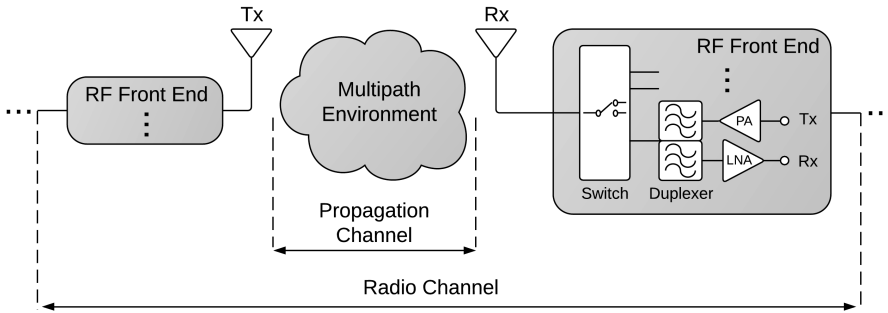 Tx
Rx
RF Front End
Multipath
Environment
RF Front End
PA
Tx
LNA
Rx
Switch
Duplexer
Propagation
Channel
Radio Channel